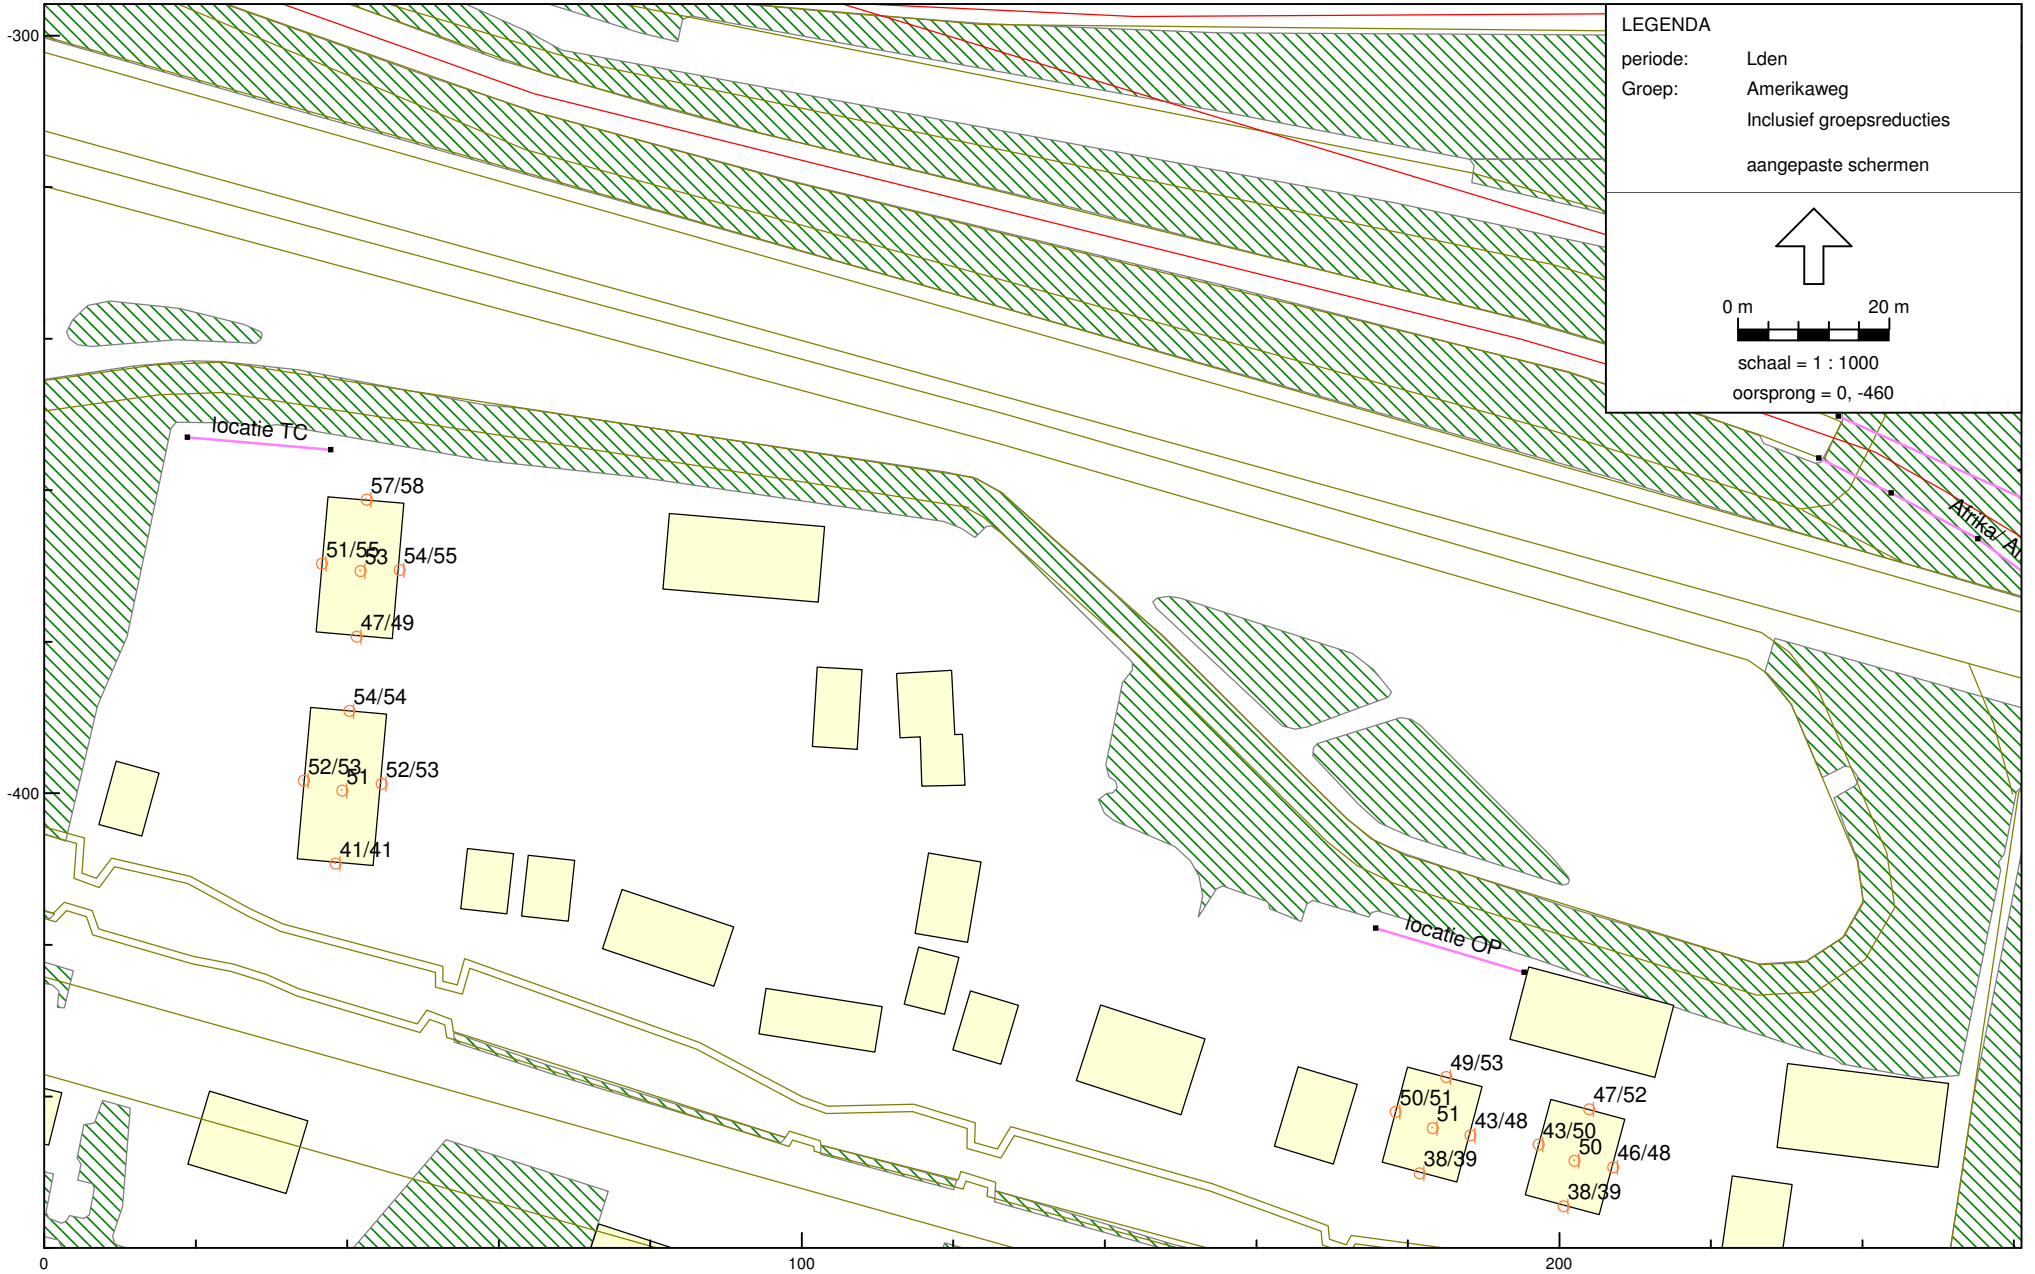 -300
LEGENDA
periode: Lden
Groep: Amerikaweg
Inclusief groepsreducties
aangepaste schermen
0 m 20 m
schaal = 1 : 1000
oorsprong = 0, -460
locatie TC
57/58
51/55
53
54/55
47/49
Afrika/
54/54
52/53
51
52/53
-400
41/41
locatie OP
49/53
50/51
51
43/48
38/39
47/52
43/50
50
46/48
38/39
0
100
200